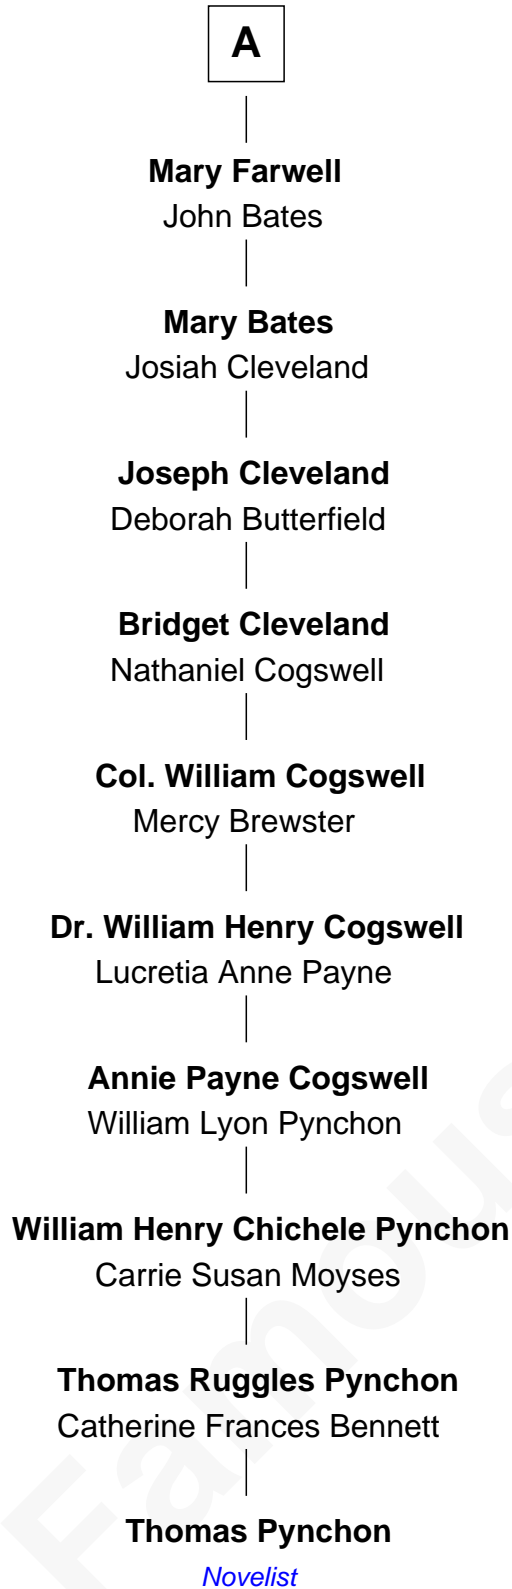 A
Mary Farwell
John Bates
Mary Bates
Josiah Cleveland
Joseph Cleveland
Deborah Butterfield
Bridget Cleveland
Nathaniel Cogswell
Col. William Cogswell
Mercy Brewster
Dr. William Henry Cogswell
Lucretia Anne Payne
Annie Payne Cogswell
William Lyon Pynchon
William Henry Chichele Pynchon
Carrie Susan Moyses
Thomas Ruggles Pynchon
Catherine Frances Bennett
Thomas Pynchon
Novelist
Famous